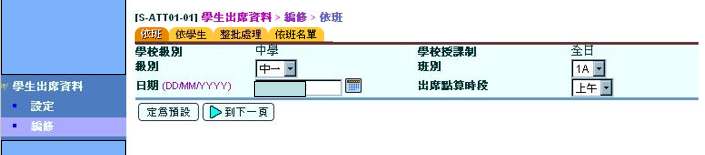 [S-ATT01-01] 學生出席資料 > 編修 > 依班
依班 依學生 整批處理 依班名單
學校級別 中學 學校授課制 全日
級別 中一 班別 1A
日期 (DD/MM/YYYY) 出席點算時段 上午
定為預設 到下一頁
學生出席資料
設定
編修